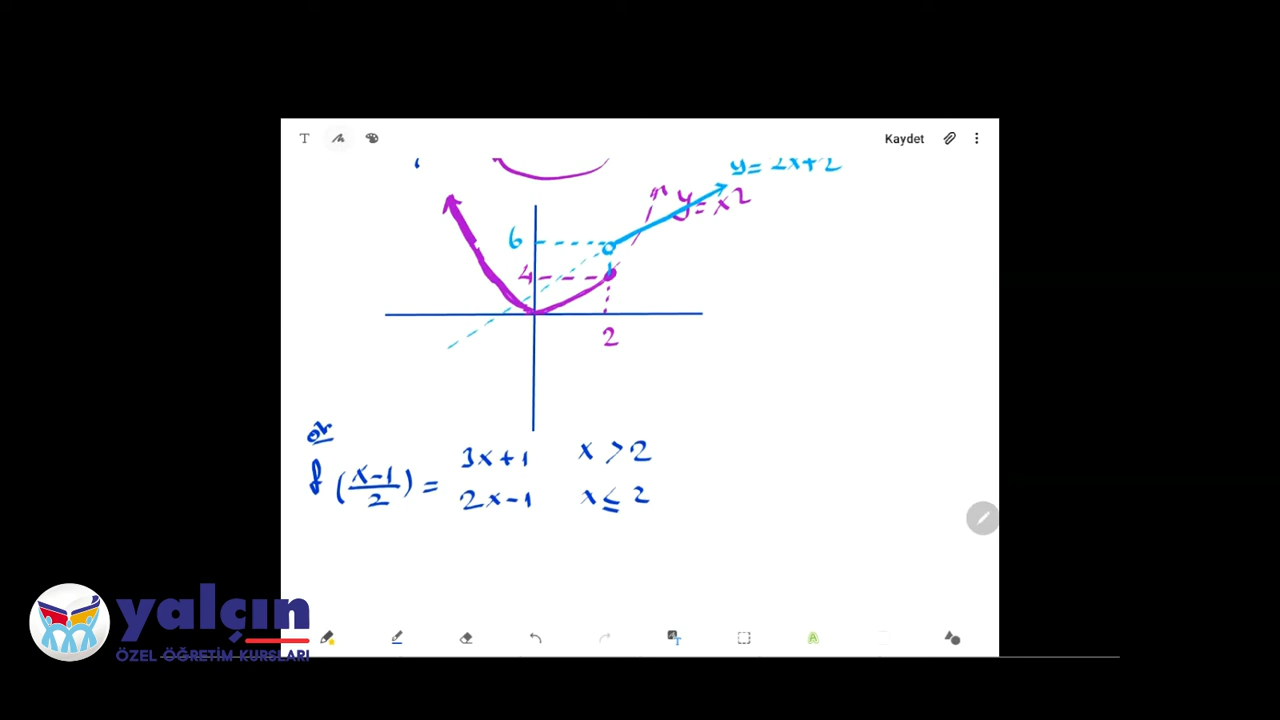 T Kaydet
y= 2x+2
y= x2
6
4
2
ör
f (x-1/2) =
3x+1 x > 2
2x-1 x ≤ 2
yalçın
ÖZEL ÖĞRETİM KURSLARI